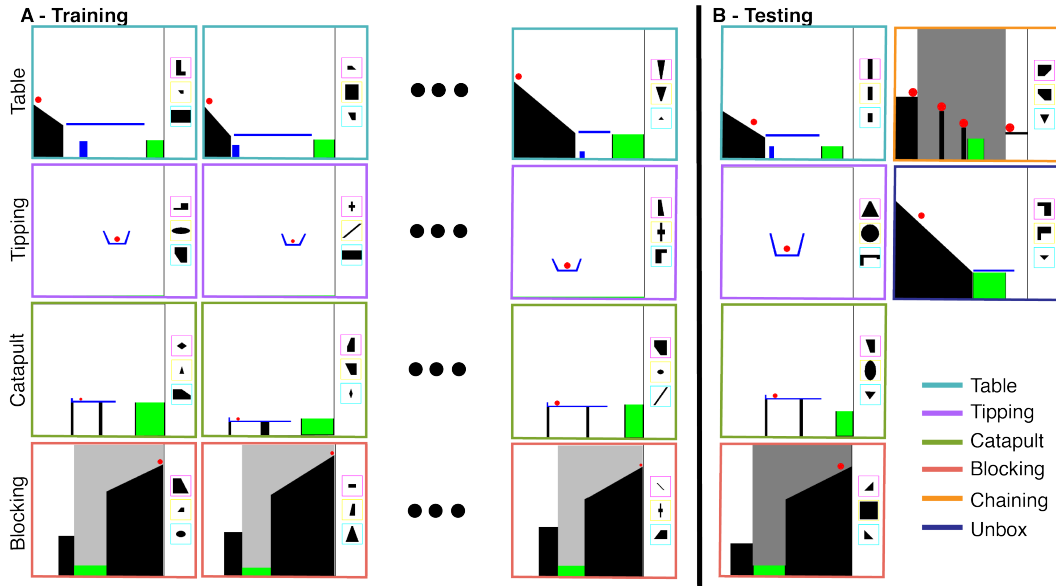 A - Training
B - Testing
Table
Tipping
Catapult
Blocking
Table
Tipping
Catapult
Blocking
Chaining
Unbox